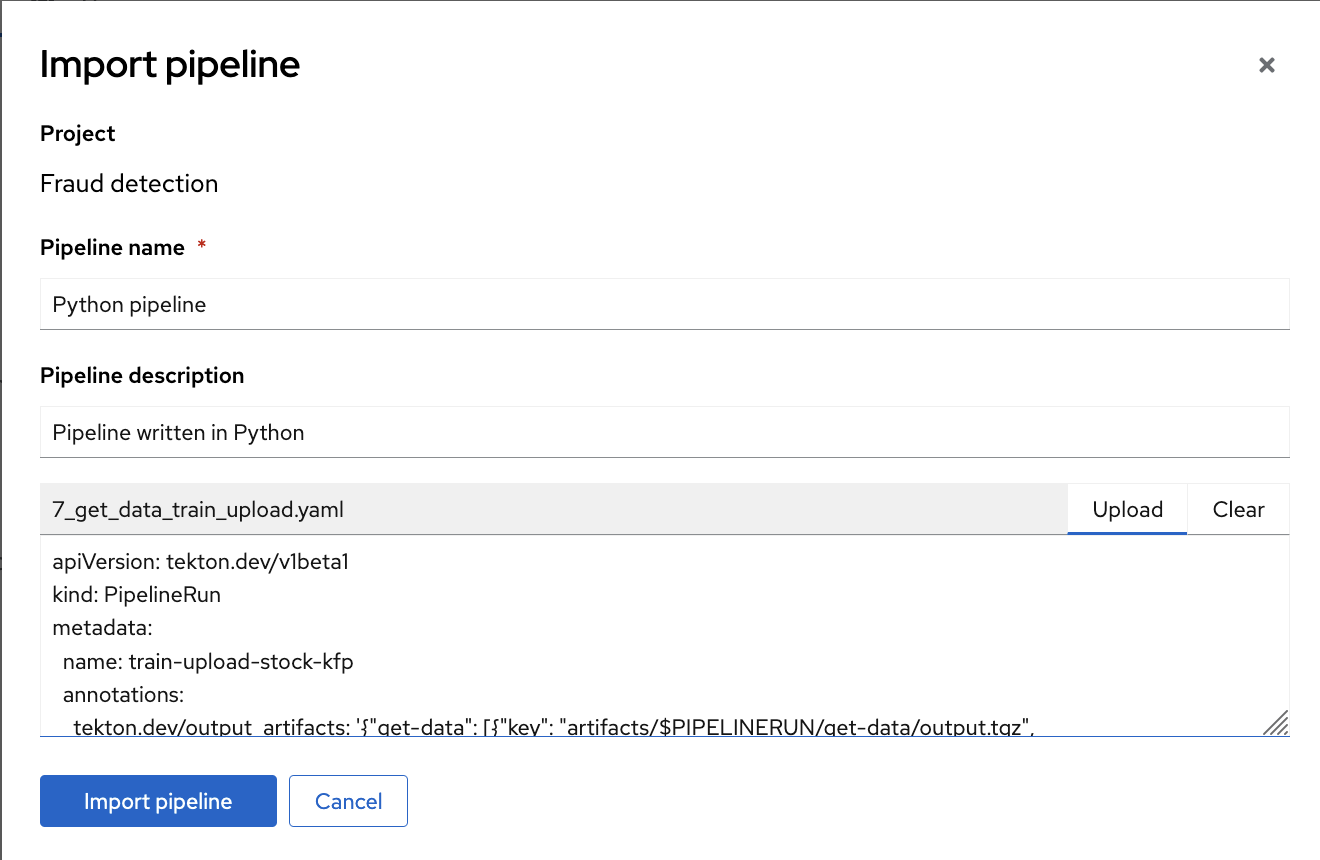 Import pipeline
Project
Fraud detection
Pipeline name *
Python pipeline
Pipeline description
Pipeline written in Python
7_get_data_train_upload.yaml Upload Clear
apiVersion: tekton.dev/v1beta1
kind: PipelineRun
metadata:
  name: train-upload-stock-kfp
  annotations:
    tekton.dev/output_artifacts: '{"get-data": [{"key": "artifacts/$PIPELINERUN/get-data/output.tgz",
Import pipeline Cancel